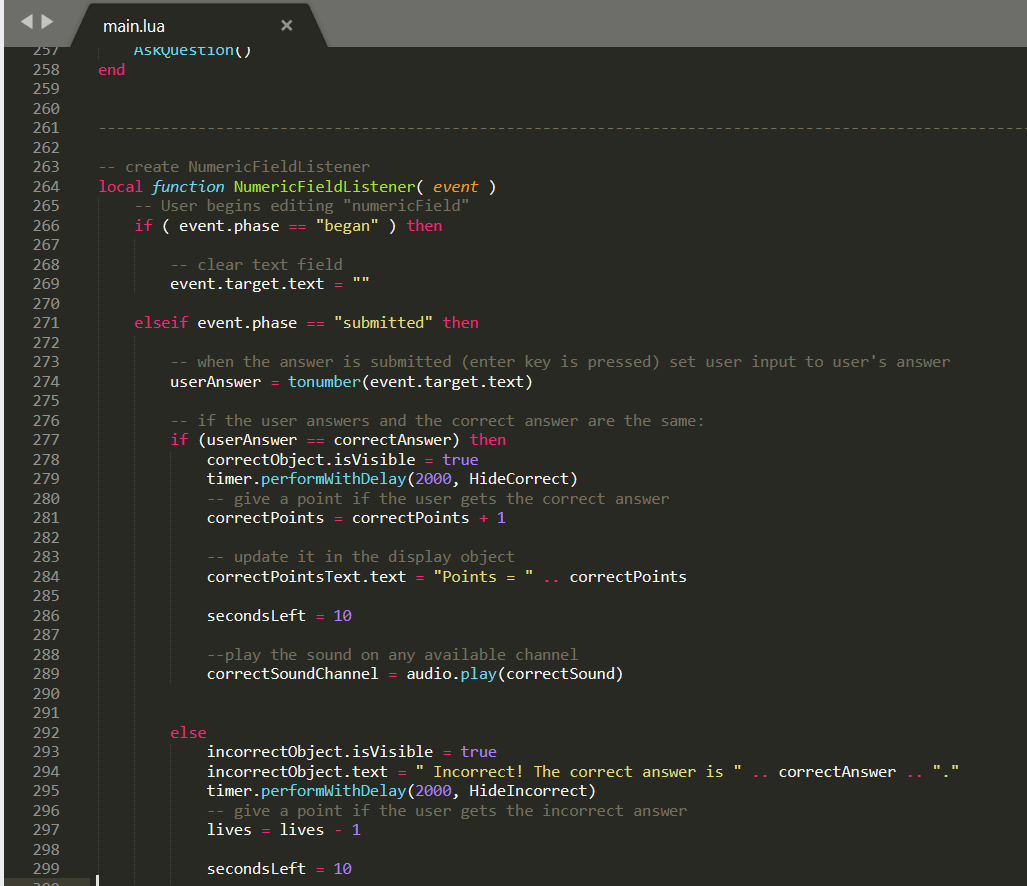 main.lua ×
257 AskQuestion()
258 end
259
260
261 --------------------------------------------------------------------------------------------------------
262
263 -- create NumericFieldListener
264 local function NumericFieldListener( event )
265 -- User begins editing "numericField"
266 if ( event.phase == "began" ) then
267
268 -- clear text field
269 event.target.text = ""
270
271 elseif event.phase == "submitted" then
272
273 -- when the answer is submitted (enter key is pressed) set user input to user's answer
274 userAnswer = tonumber(event.target.text)
275
276 -- if the user answers and the correct answer are the same:
277 if (userAnswer == correctAnswer) then
278 correctObject.isVisible = true
279 timer.performWithDelay(2000, HideCorrect)
280 -- give a point if the user gets the correct answer
281 correctPoints = correctPoints + 1
282
283 -- update it in the display object
284 correctPointsText.text = "Points = " .. correctPoints
285
286 secondsLeft = 10
287
288 --play the sound on any available channel
289 correctSoundChannel = audio.play(correctSound)
290
291
292 else
293 incorrectObject.isVisible = true
294 incorrectObject.text = " Incorrect! The correct answer is " .. correctAnswer .. "."
295 timer.performWithDelay(2000, HideIncorrect)
296 -- give a point if the user gets the incorrect answer
297 lives = lives - 1
298
299 secondsLeft = 10